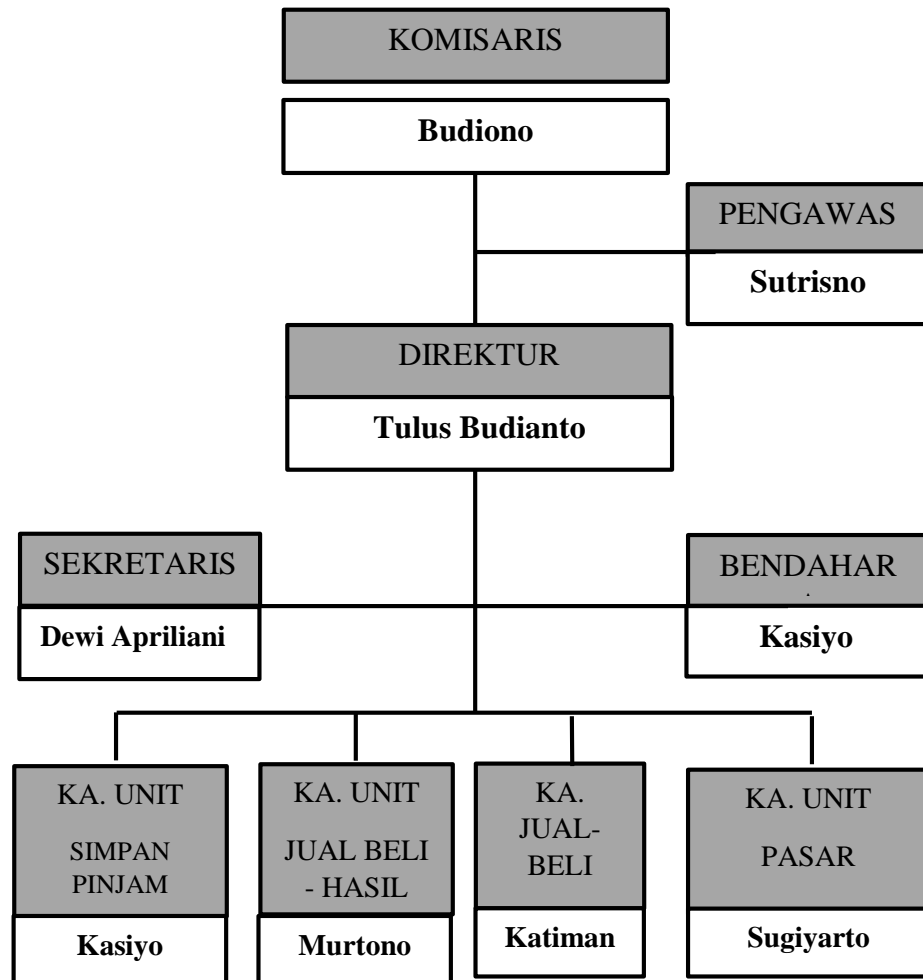 KOMISARIS
Budiono
PENGAWAS
Sutrisno
DIREKTUR
Tulus Budianto
SEKRETARIS
Dewi Apriliani
BENDAHAR
Kasiyo
KA. UNIT
SIMPAN
PINJAM
Kasiyo
KA. UNIT
JUAL BELI
- HASIL
Murtono
KA.
JUAL-
BELI
Katiman
KA. UNIT
PASAR
Sugiyarto